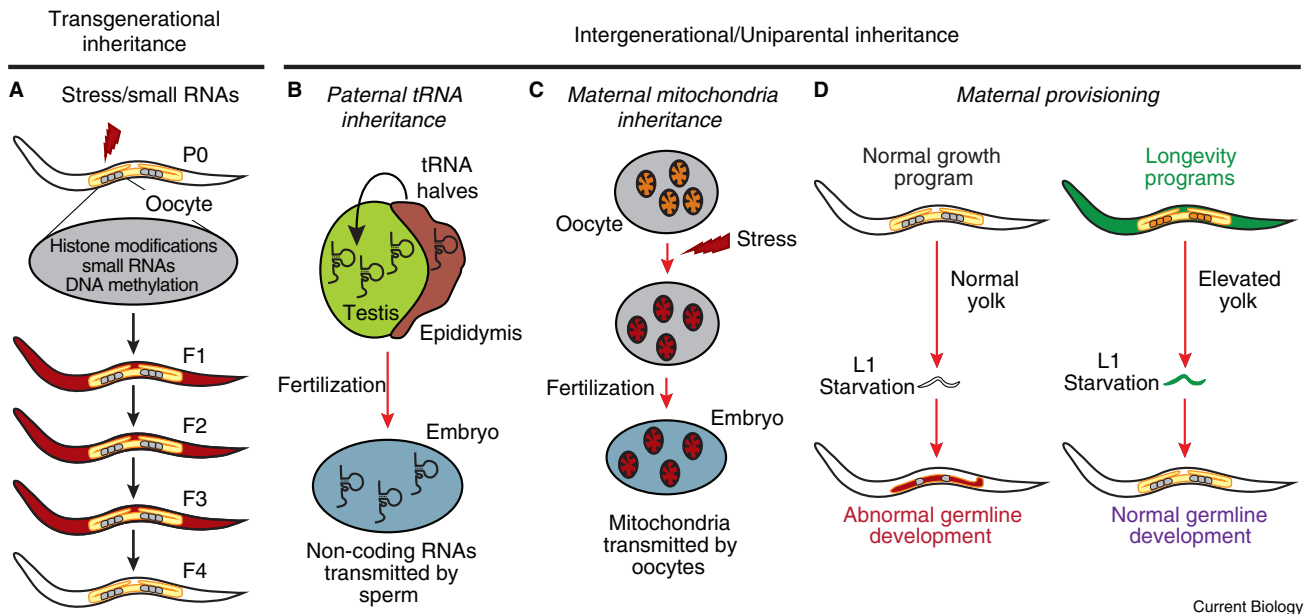 Transgenerational
inheritance
Intergenerational/Uniparental inheritance
A
Stress/small RNAs
P0
Oocyte
Histone modifications
small RNAs
DNA methylation
F1
F2
F3
F4
B
Paternal tRNA
inheritance
tRNA
halves
Testis
Epididymis
Fertilization
Embryo
Non-coding RNAs
transmitted by
sperm
C
Maternal mitochondria
inheritance
Oocyte
Stress
Fertilization
Embryo
Mitochondria
transmitted by
oocytes
D
Maternal provisioning
Normal growth
program
Normal
yolk
L1
Starvation
Abnormal germline
development
Longevity
programs
Elevated
yolk
L1
Starvation
Normal germline
development
Current Biology